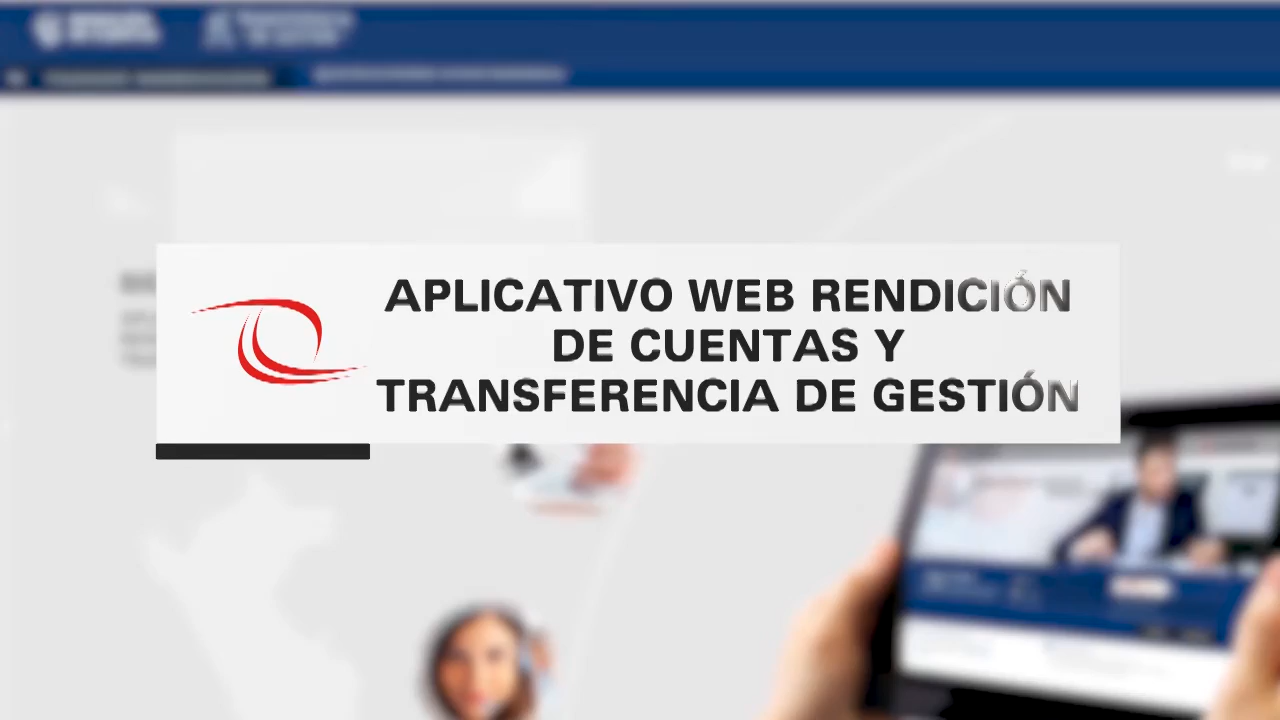 APLICATIVO WEB RENDICIÓN
DE CUENTAS Y
TRANSFERENCIA DE GESTIÓN